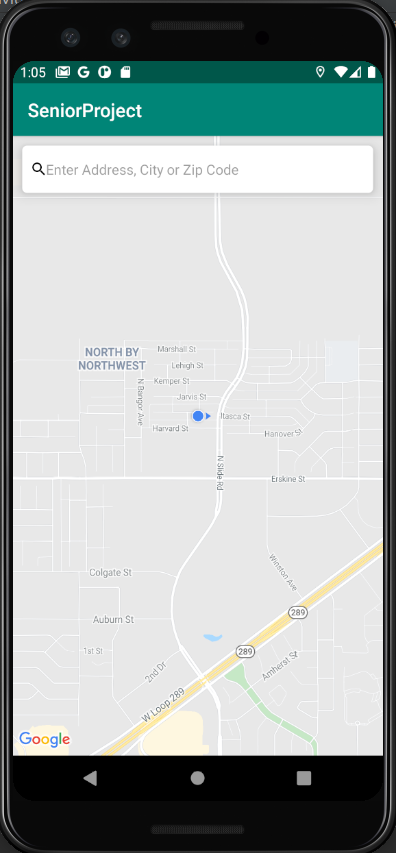 1:05
SeniorProject
Enter Address, City or Zip Code
NORTH BY
NORTHWEST
Marshall St
Lehigh St
Kemper St
N Bangor Ave
Jarvis St
Itasca St
Harvard St
Hanover St
N Slide Rd
Erskine St
Colgate St
Winston Ave
289
Auburn St
289
1st St
2nd Dr
Amherst St
W Loop 289
Google